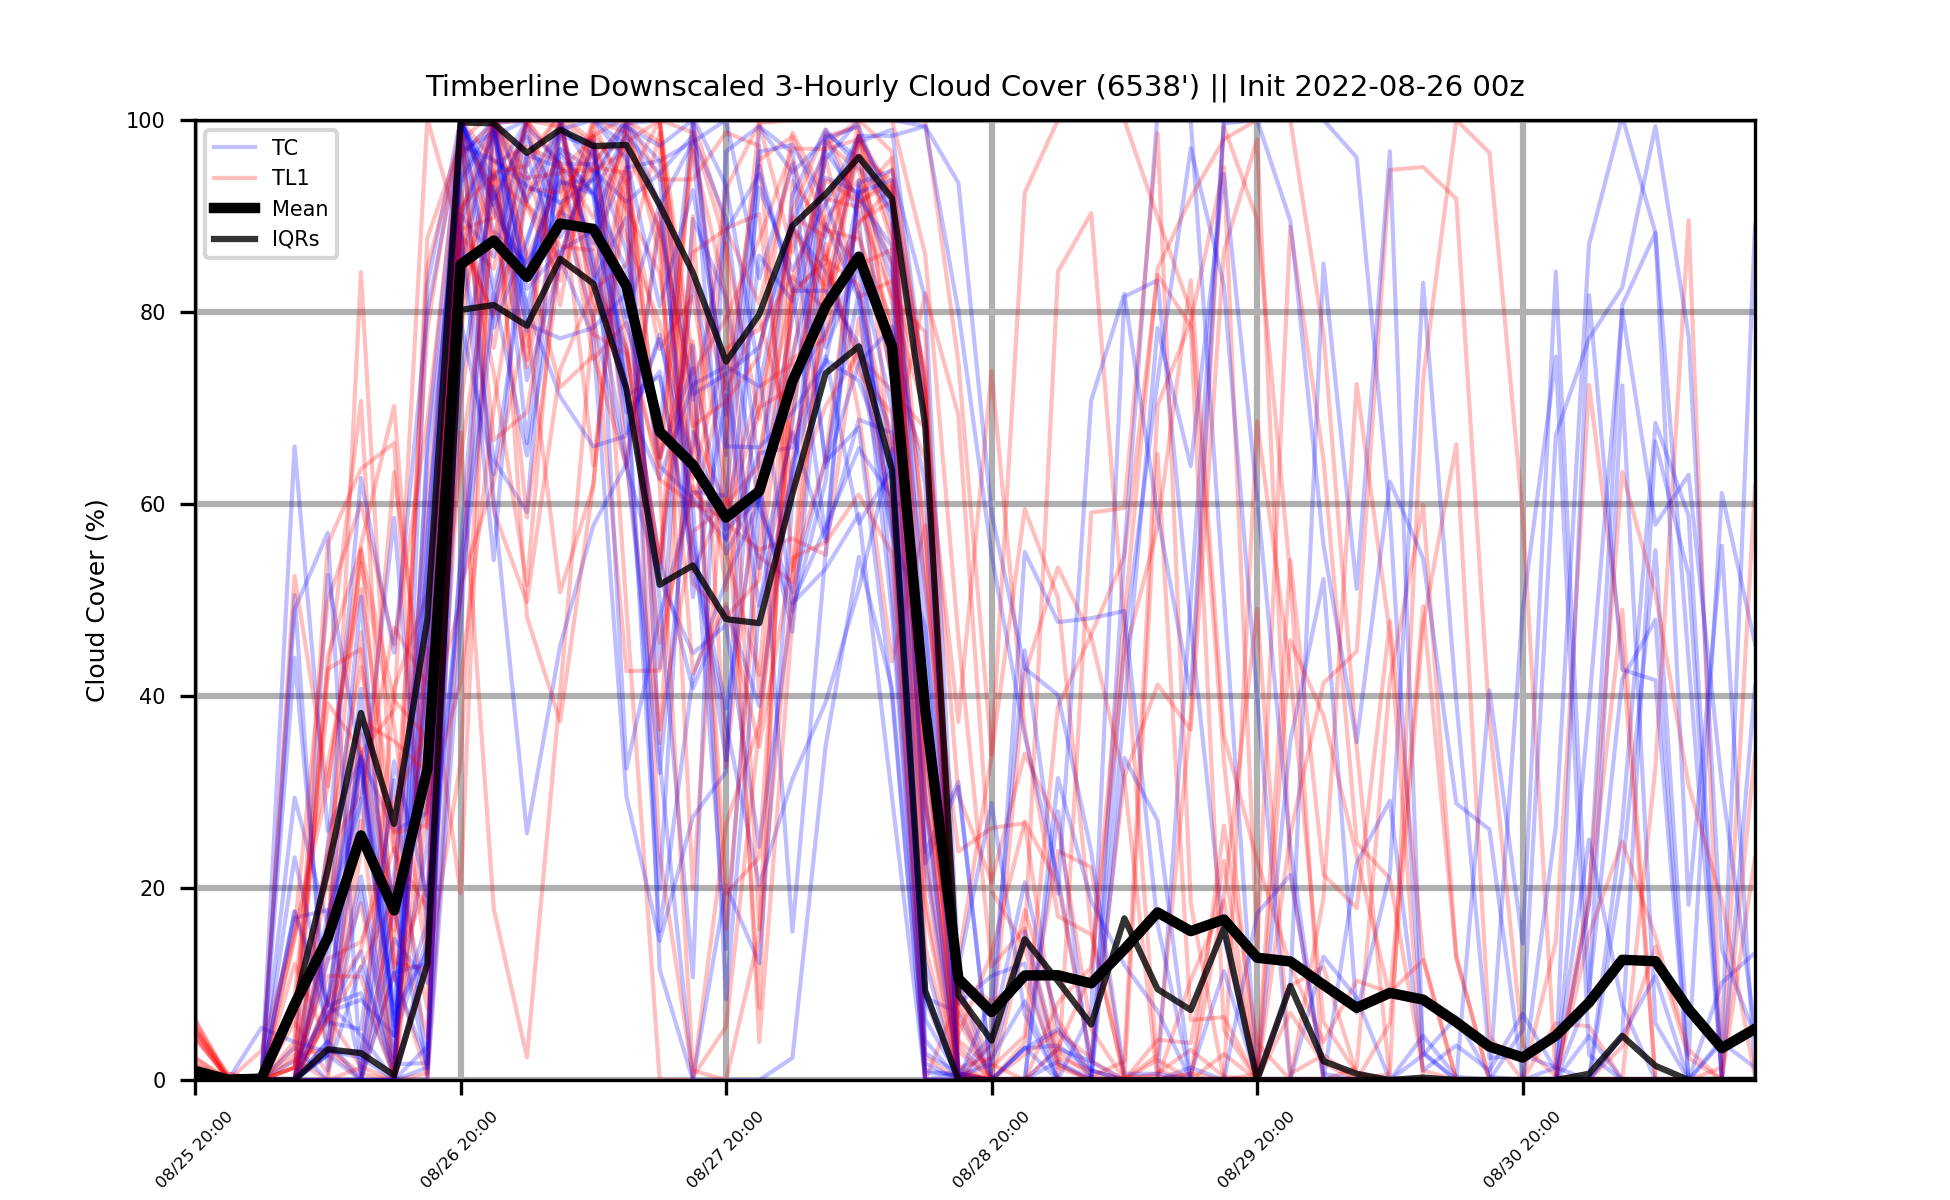 Timberline Downscaled 3-Hourly Cloud Cover (6538') || Init 2022-08-26 00z
TC
TL1
Mean
IQRs
Cloud Cover (%)
100
80
60
40
20
0
08/25 20:00
08/26 20:00
08/27 20:00
08/28 20:00
08/29 20:00
08/30 20:00